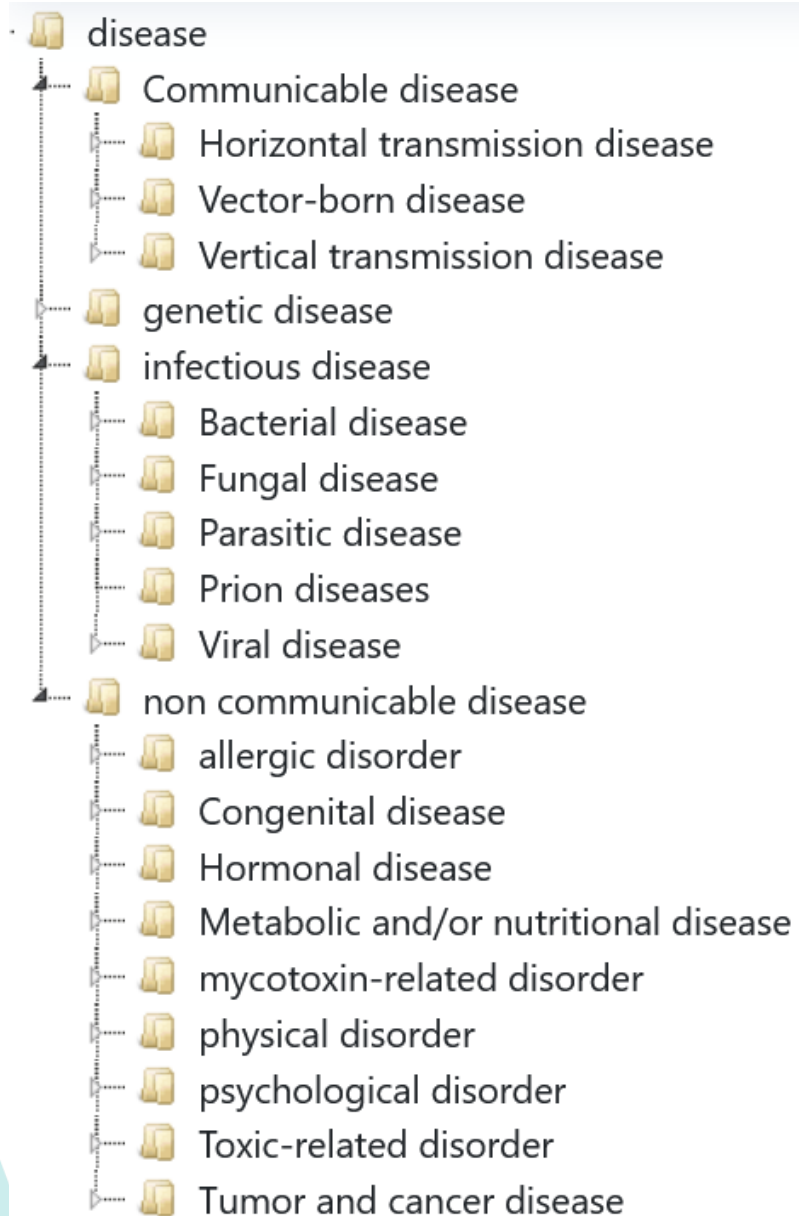 disease
Communicable disease
Horizontal transmission disease
Vector-born disease
Vertical transmission disease
genetic disease
infectious disease
Bacterial disease
Fungal disease
Parasitic disease
Prion diseases
Viral disease
non communicable disease
allergic disorder
Congenital disease
Hormonal disease
Metabolic and/or nutritional disease
mycotoxin-related disorder
physical disorder
psychological disorder
Toxic-related disorder
Tumor and cancer disease